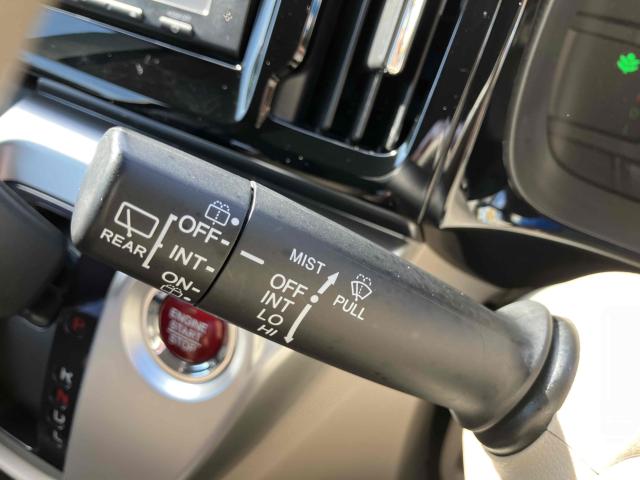 REAR
OFF
INT
ON
MIST
OFF
INT
LO
HI
PULL
ENGINE
START
STOP
P
R
N